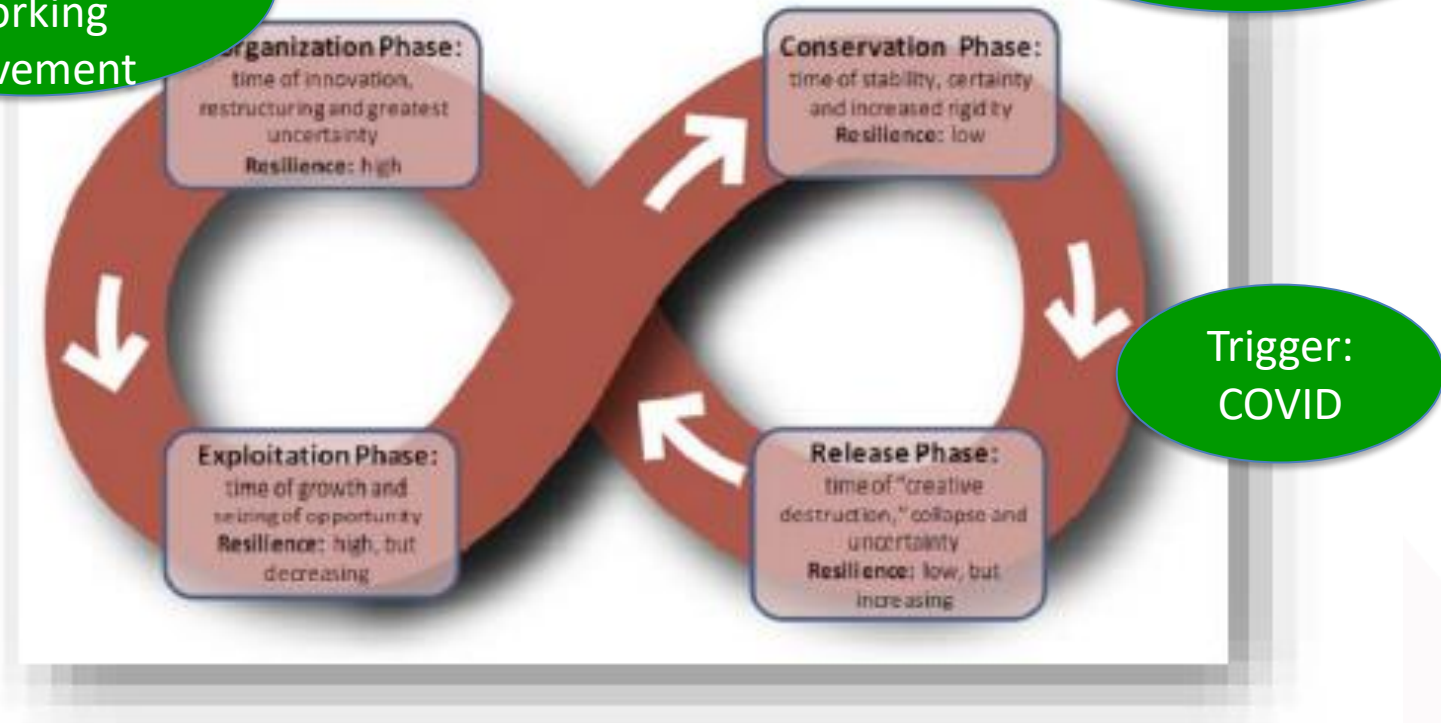 orking
vement
organization Phase:
time of innovation,
restructuring and greatest
uncertainty
Resilience: high
Conservation Phase:
time of stability, certainty
and increased rigidity
Resilience: low
Trigger:
COVID
Exploitation Phase:
time of growth and
seizing of opportunity
Resilience: high, but
decreasing
Release Phase:
time of "creative
destruction," collapse and
uncertainty
Resilience: low, but
increasing